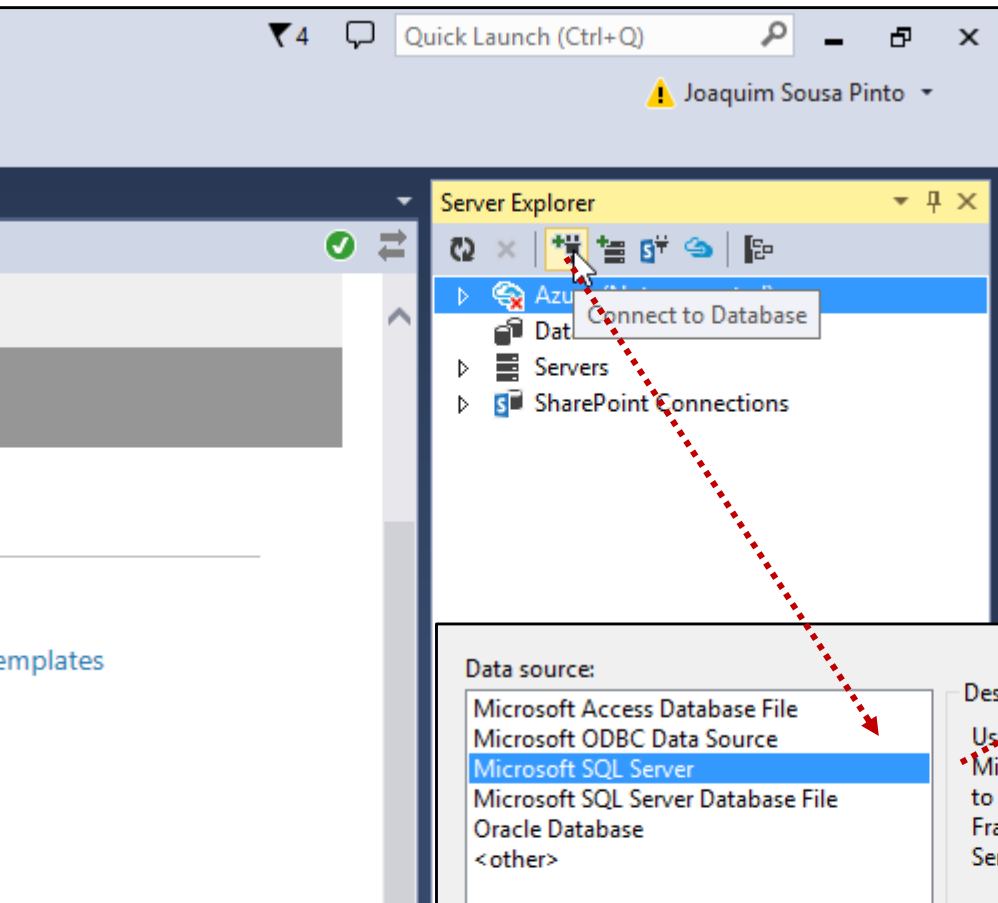 4
Quick Launch (Ctrl+Q)
Joaquim Sousa Pinto
Server Explorer
Connect to Database
Servers
SharePoint Connections
emplates
Data source:
Microsoft Access Database File
Microsoft ODBC Data Source
Microsoft SQL Server
Microsoft SQL Server Database File
Oracle Database
<other>
to